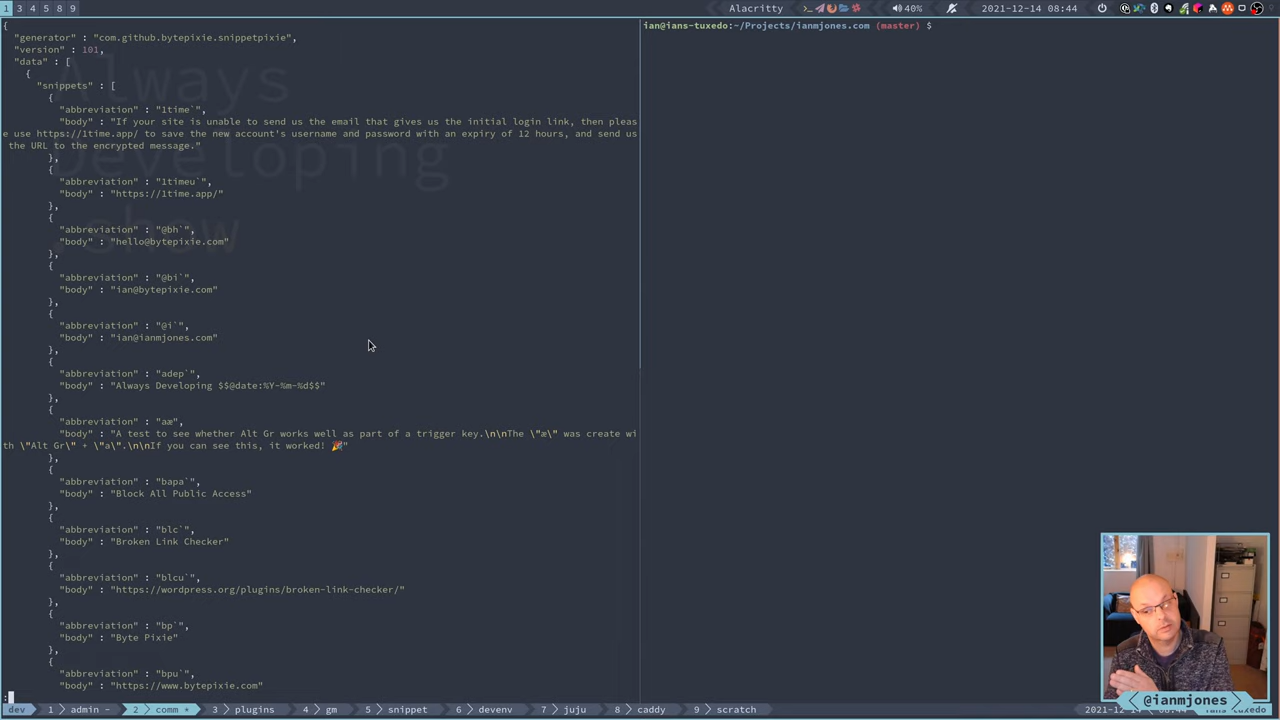 1 3 4 5 8 9
Alacritty
40%
2021-12-14 08:44
{
"generator" : "com.github.bytepixie.snippetpixie",
"version" : 101,
"data" : [
{
"snippets" : [
{
"abbreviation" : "1time`",
"body" : "If your site is unable to send us the email that gives us the initial login link, then pleas
e use https://1time.app/ to save the new account's username and password with an expiry of 12 hours, and send us
the URL to the encrypted message."
},
{
"abbreviation" : "1timeu`",
"body" : "https://1time.app/"
},
{
"abbreviation" : "@bh`",
"body" : "hello@bytepixie.com"
},
{
"abbreviation" : "@bi`",
"body" : "ian@bytepixie.com"
},
{
"abbreviation" : "@i`",
"body" : "ian@ianmjones.com"
},
{
"abbreviation" : "adep`",
"body" : "Always Developing $$@date:%Y-%m-%d$$"
},
{
"abbreviation" : "aæ",
"body" : "A test to see whether Alt Gr works well as part of a trigger key.\n\nThe \"æ\" was create wi
th \"Alt Gr\" + \"a\".\n\nIf you can see this, it worked! 🎉"
},
{
"abbreviation" : "bapa`",
"body" : "Block All Public Access"
},
{
"abbreviation" : "blc`",
"body" : "Broken Link Checker"
},
{
"abbreviation" : "blcu`",
"body" : "https://wordpress.org/plugins/broken-link-checker/"
},
{
"abbreviation" : "bp`",
"body" : "Byte Pixie"
},
{
"abbreviation" : "bpu`",
"body" : "https://www.bytepixie.com"
:
Always
Developing
Show
ian@ians-tuxedo:~/Projects/ianmjones.com (master) $
@ianmjones
dev 1 admin - 2 comm * 3 plugins 4 gm 5 snippet 6 devenv 7 juju 8 caddy 9 scratch